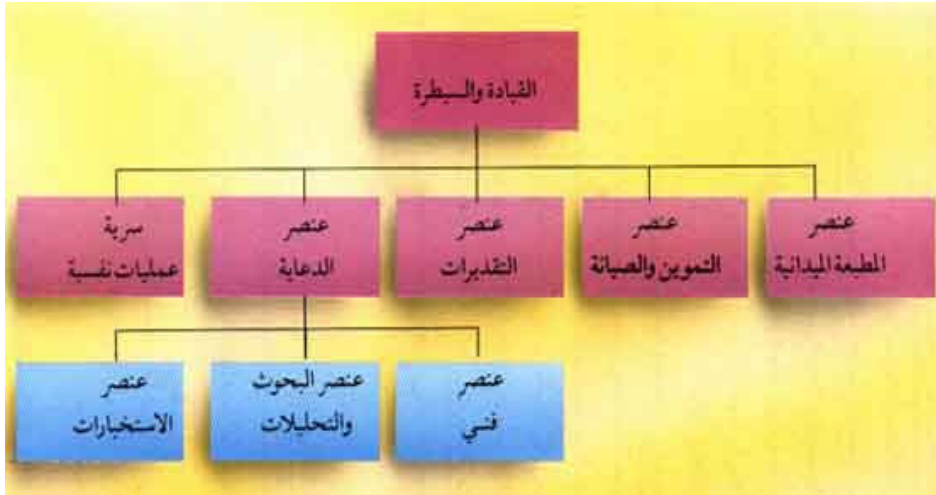 القيادة والسيطرة
عنصر
المطبعة الميدانية
عنصر
التموين والصيانة
عنصر
التقديرات
عنصر
الدعاية
سرية
عمليات نفسية
عنصر
فني
عنصر البحوث
والتحليلات
عنصر
الاستخبارات